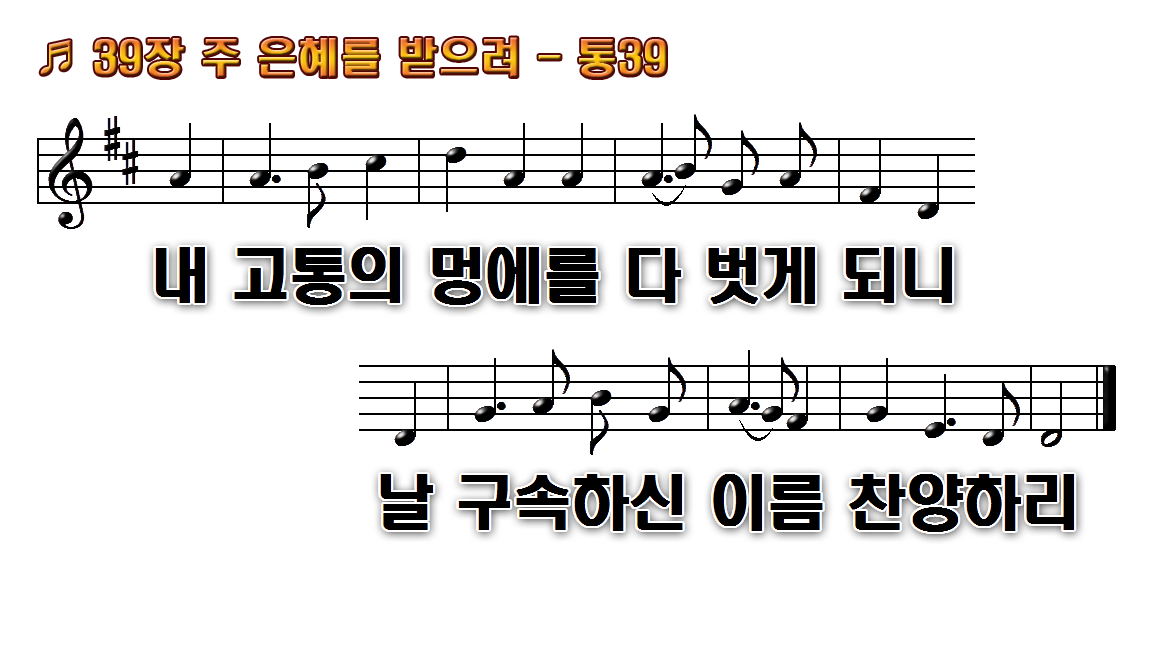 ♬ 39장 주 은혜를 받으려 - 통39
내 고통의 멍에를 다 벗게 되니
날 구속하신 이름 찬양하리